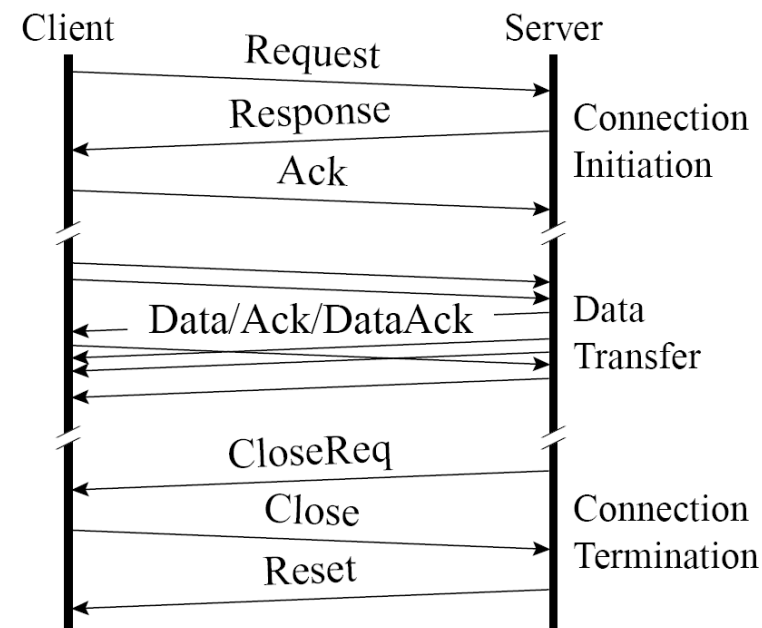 Client
Server
Request
Response
Ack
Connection
Initiation
Data/Ack/DataAck
Data
Transfer
CloseReq
Close
Reset
Connection
Termination